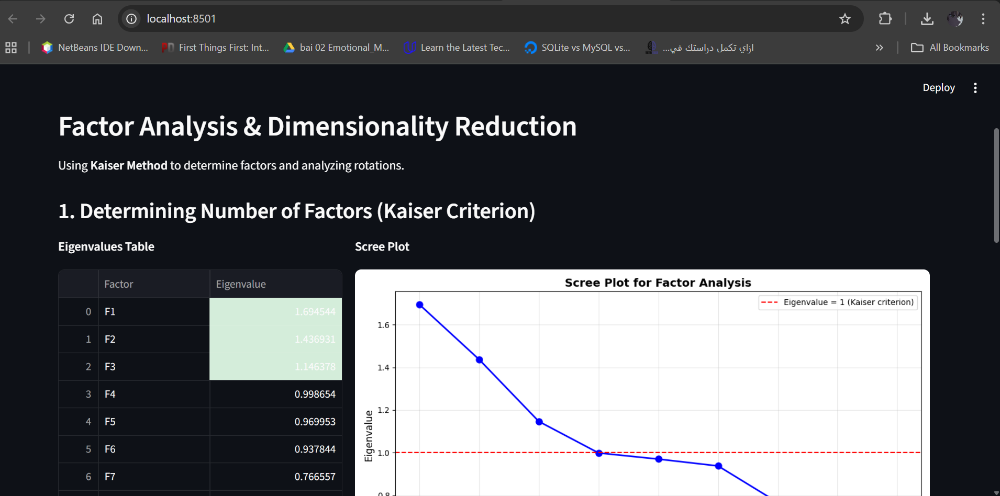 localhost:8501
NetBeans IDE Down...
First Things First: Int...
bai 02 Emotional_M...
Learn the Latest Tec...
SQLite vs MySQL vs...
ازاي تكمل دراستك في...
All Bookmarks
Deploy
Factor Analysis & Dimensionality Reduction
Using Kaiser Method to determine factors and analyzing rotations.
1. Determining Number of Factors (Kaiser Criterion)
Eigenvalues Table
Factor Eigenvalue
0 F1 1.694544
1 F2 1.436931
2 F3 1.146378
3 F4 0.998654
4 F5 0.969953
5 F6 0.937844
6 F7 0.766557
Scree Plot
Scree Plot for Factor Analysis
Eigenvalue = 1 (Kaiser criterion)
Eigenvalue
1.6
1.4
1.2
1.0
0.8